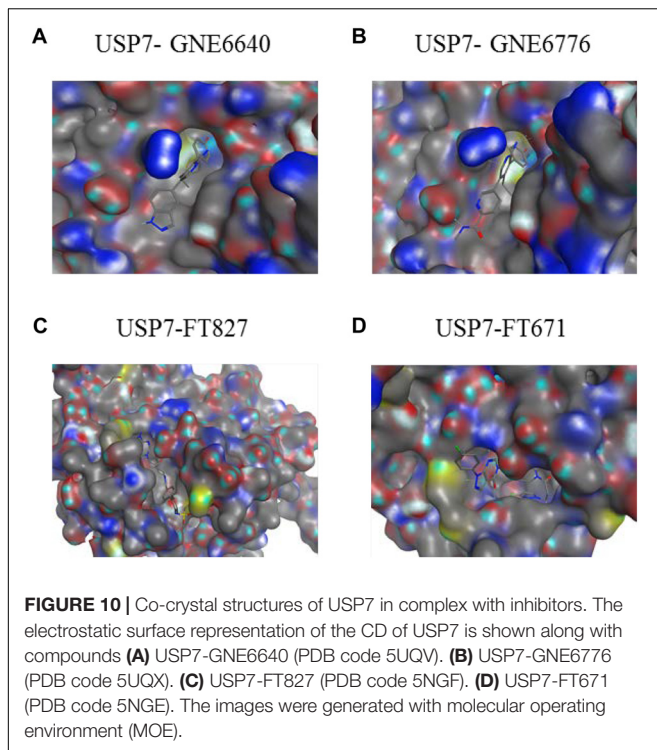 A USP7- GNE6640
B USP7- GNE6776
C USP7-FT827
D USP7-FT671
FIGURE 10 | Co-crystal structures of USP7 in complex with inhibitors. The
electrostatic surface representation of the CD of USP7 is shown along with
compounds (A) USP7-GNE6640 (PDB code 5UQV). (B) USP7-GNE6776
(PDB code 5UQX). (C) USP7-FT827 (PDB code 5NGF). (D) USP7-FT671
(PDB code 5NGE). The images were generated with molecular operating
environment (MOE).